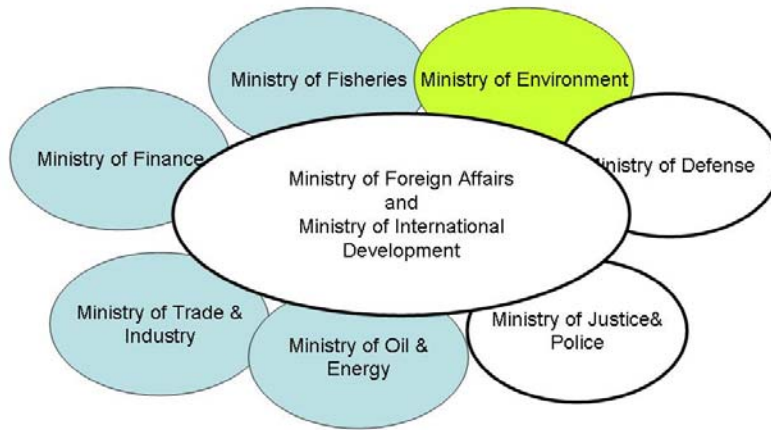 Ministry of Fisheries
Ministry of Environment
Ministry of Finance
Ministry of Defense
Ministry of Foreign Affairs
and
Ministry of International
Development
Ministry of Trade &
Industry
Ministry of Oil &
Energy
Ministry of Justice&
Police